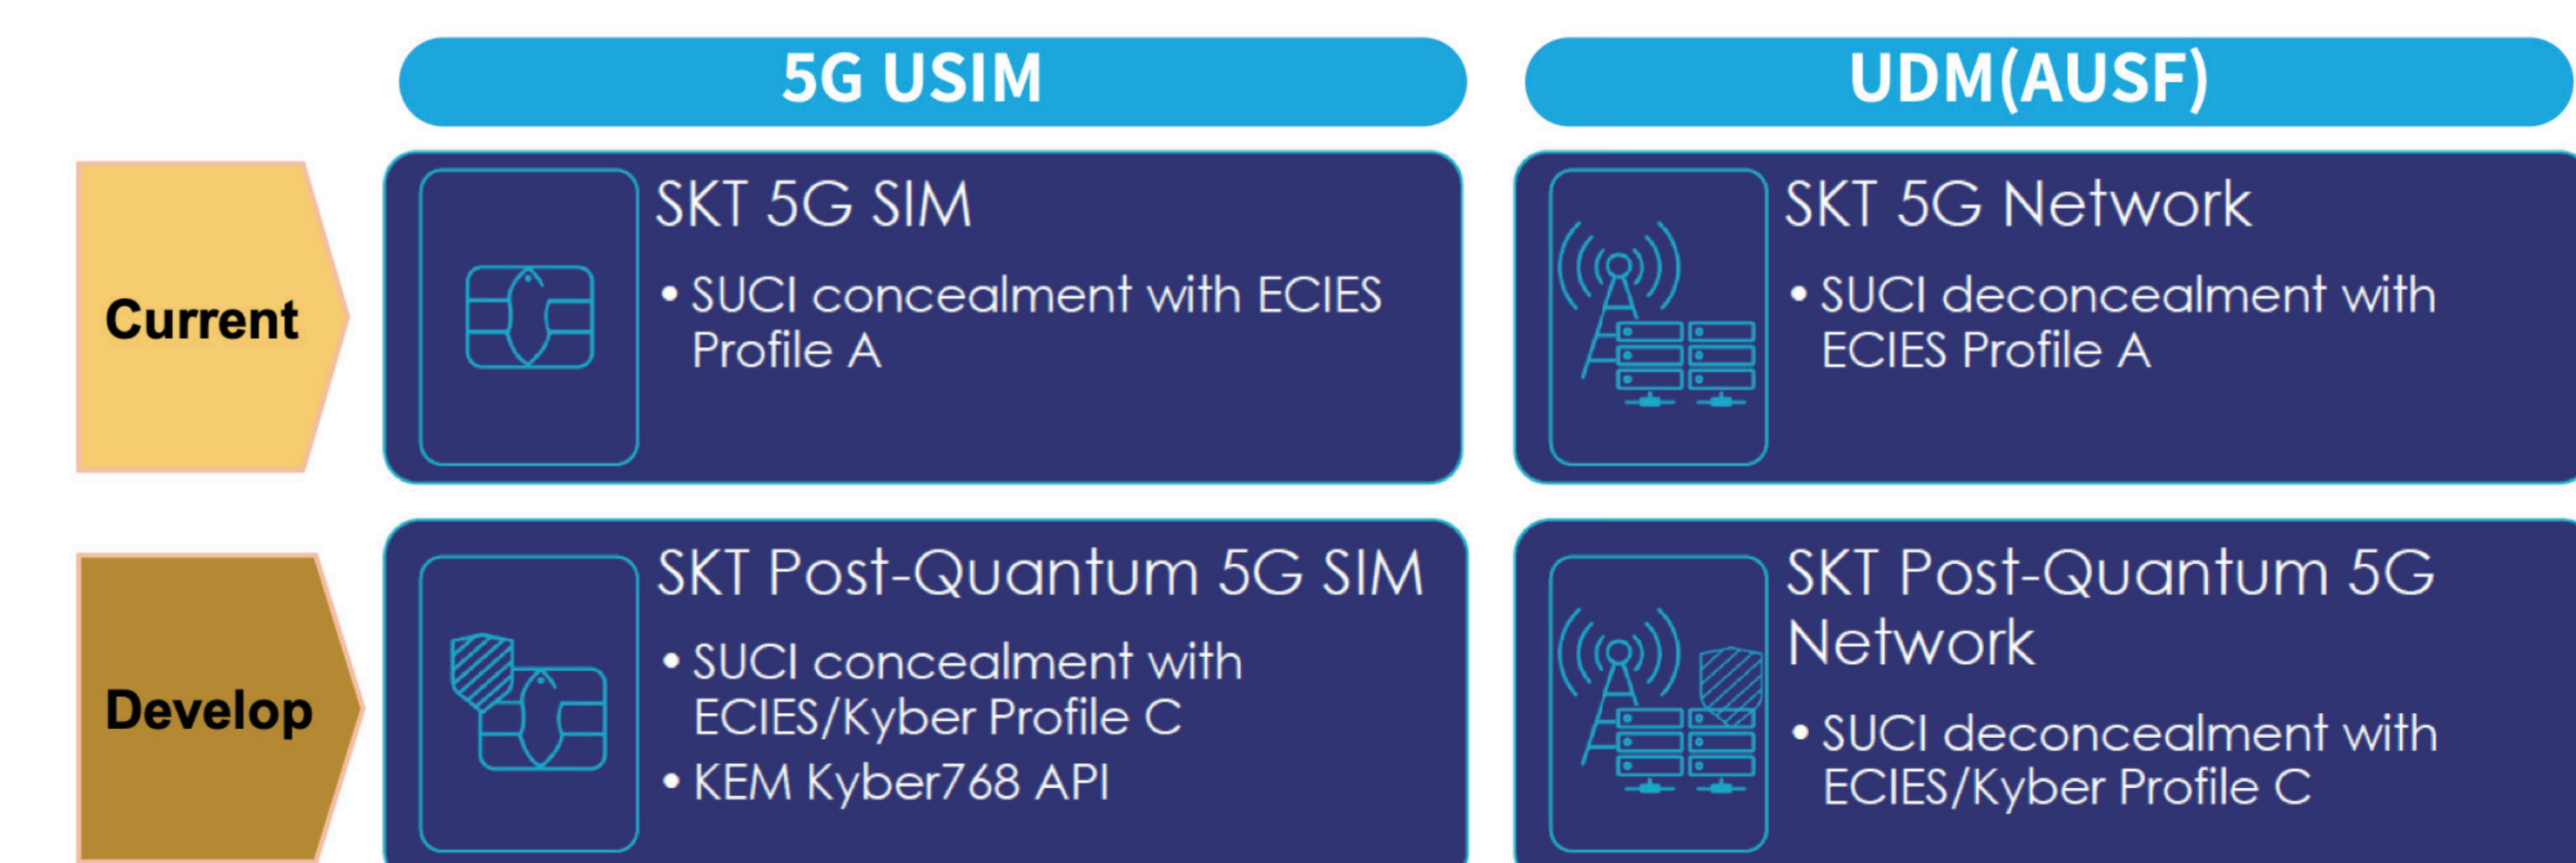 5G USIM
UDM(AUSF)
Current
SKT 5G SIM
• SUCI concealment with ECIES
Profile A
SKT 5G Network
• SUCI deconcealment with
ECIES Profile A
Develop
SKT Post-Quantum 5G SIM
• SUCI concealment with
ECIES/Kyber Profile C
• KEM Kyber768 API
SKT Post-Quantum 5G
Network
• SUCI deconcealment with
ECIES/Kyber Profile C